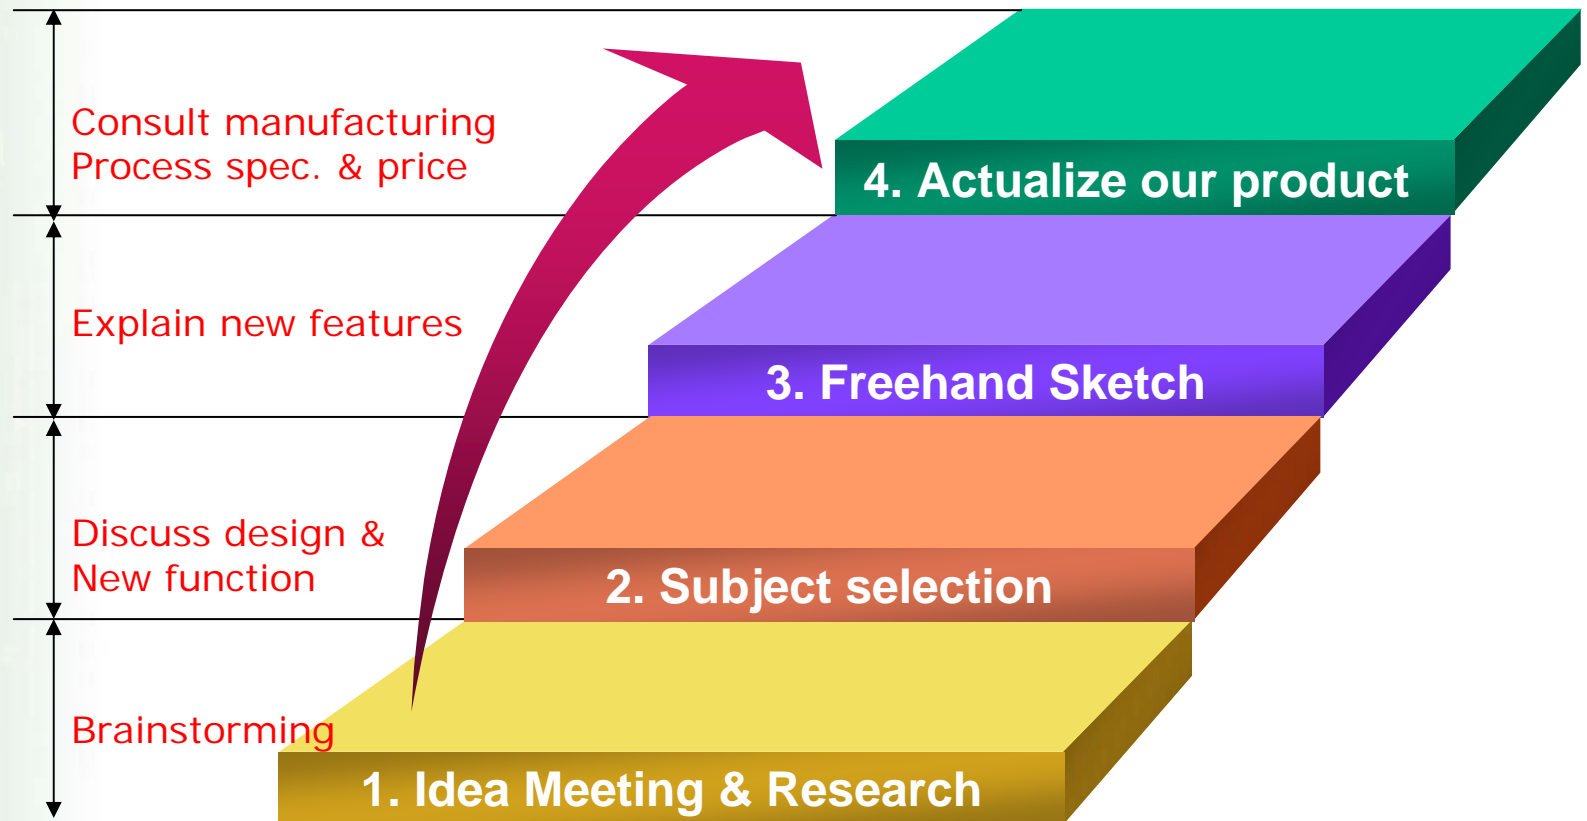 Consult manufacturing
Process spec. & price
4. Actualize our product
Explain new features
3. Freehand Sketch
Discuss design &
New function
2. Subject selection
Brainstorming
1. Idea Meeting & Research